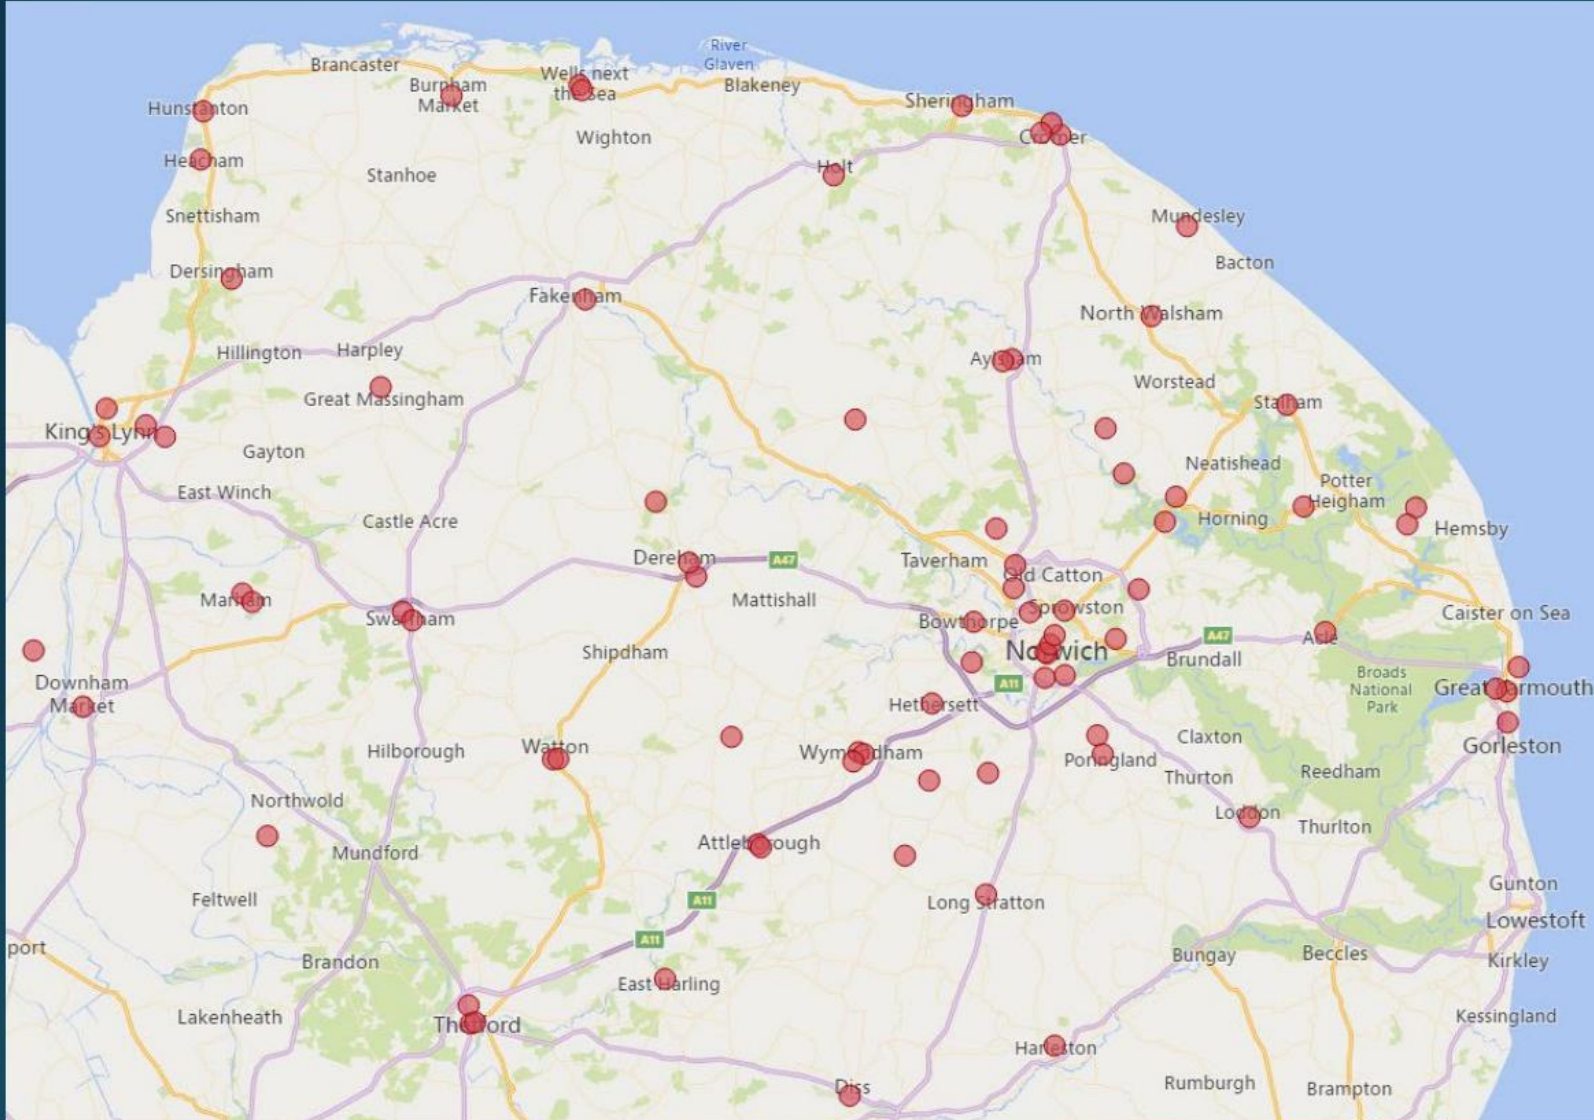 River
Glaven
Brancaster
Burnham
Market
Wells next
the Sea
Blakeney
Sheringham
Hunstanton
Wighton
Cromer
Heacham
Stanhoe
Holt
Snettisham
Mundesley
Dersingham
Bacton
Fakenham
North Walsham
Hillington
Harpley
Aylsham
Great Massingham
Worstead
Stalham
King's Lynn
Gayton
Neatishead
East Winch
Potter
Heigham
Castle Acre
Horning
Hemsby
Dereham
A47
Taverham
Old Catton
Marham
Mattishall
Sprowston
Caister on Sea
Swaffham
Bowthorpe
A47
Acle
Shipdham
Norwich
Brundall
Downham
Market
A11
Broads
National
Park
Great Yarmouth
Hethersett
Hilborough
Watton
Wymondham
Poringland
Claxton
Gorleston
Thurton
Reedham
Northwold
Loddon
Thurlton
Mundford
Attleborough
Feltwell
A11
Long Stratton
Gunton
Lowestoft
port
A11
Brandon
Bungay
Beccles
Kirkley
East Harling
Lakenheath
Thetford
Kessingland
Harleston
Diss
Rumburgh
Brampton